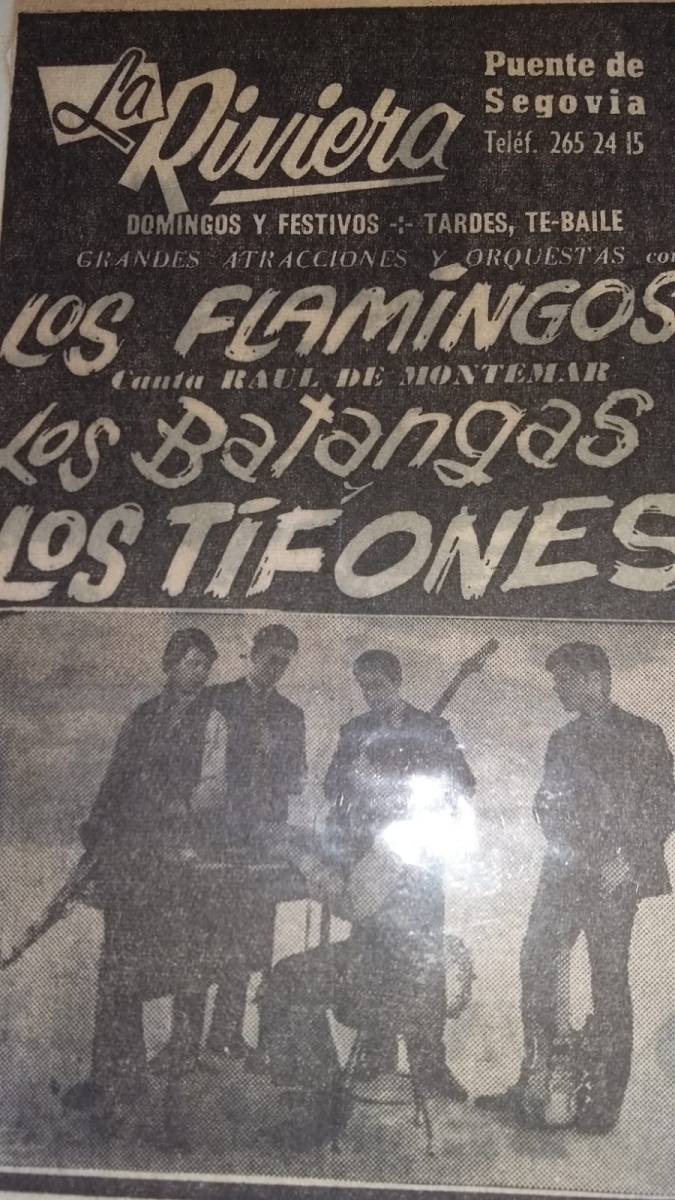 La Riviera
Puente de
Segovia
Teléf. 265 24 15
DOMINGOS Y FESTIVOS -:- TARDES, TE-BAILE
GRANDES ATRACCIONES Y ORQUESTAS con
LOS FLAMÍNGOS
Canta RAUL DE MONTEMAR
Los Batangas
y
LOS TIFONES